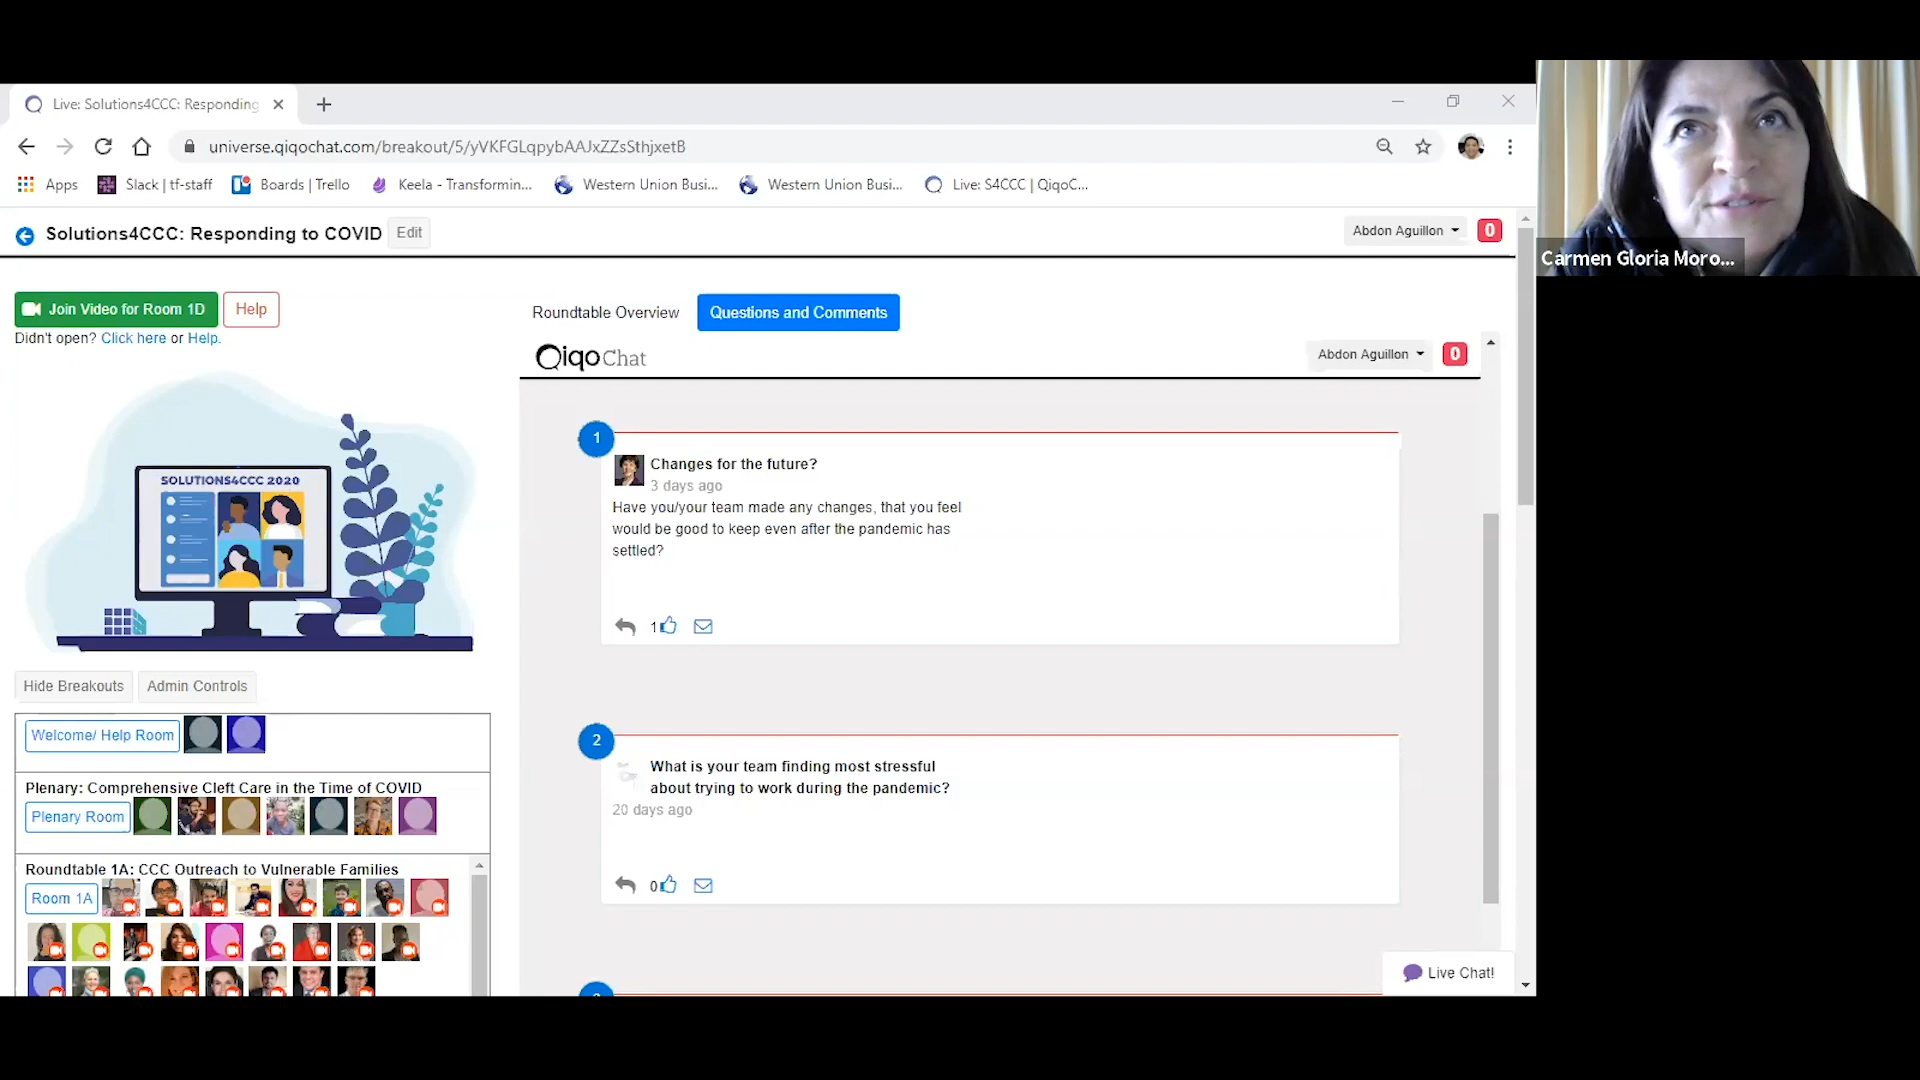 Live: Solutions4CCC: Responding
universe.qiqochat.com/breakout/5/yVKFGLqpybAAJxZZsSthjxetB
Apps
Slack | tf-staff
Boards | Trello
Keela - Transformin...
Western Union Busi...
Western Union Busi...
Live: S4CCC | QiqoC...
Solutions4CCC: Responding to COVID
Edit
Abdon Aguillon
0
Carmen Gloria Moro...
Join Video for Room 1D
Help
Didn't open? Click here or Help.
Roundtable Overview
Questions and Comments
QiqoChat
Abdon Aguillon
0
SOLUTIONS4CCC 2020
1
Changes for the future?
3 days ago
Have you/your team made any changes, that you feel
would be good to keep even after the pandemic has
settled?
1
2
What is your team finding most stressful
about trying to work during the pandemic?
20 days ago
0
Hide Breakouts
Admin Controls
Welcome/ Help Room
Plenary: Comprehensive Cleft Care in the Time of COVID
Plenary Room
Roundtable 1A: CCC Outreach to Vulnerable Families
Room 1A
Live Chat!